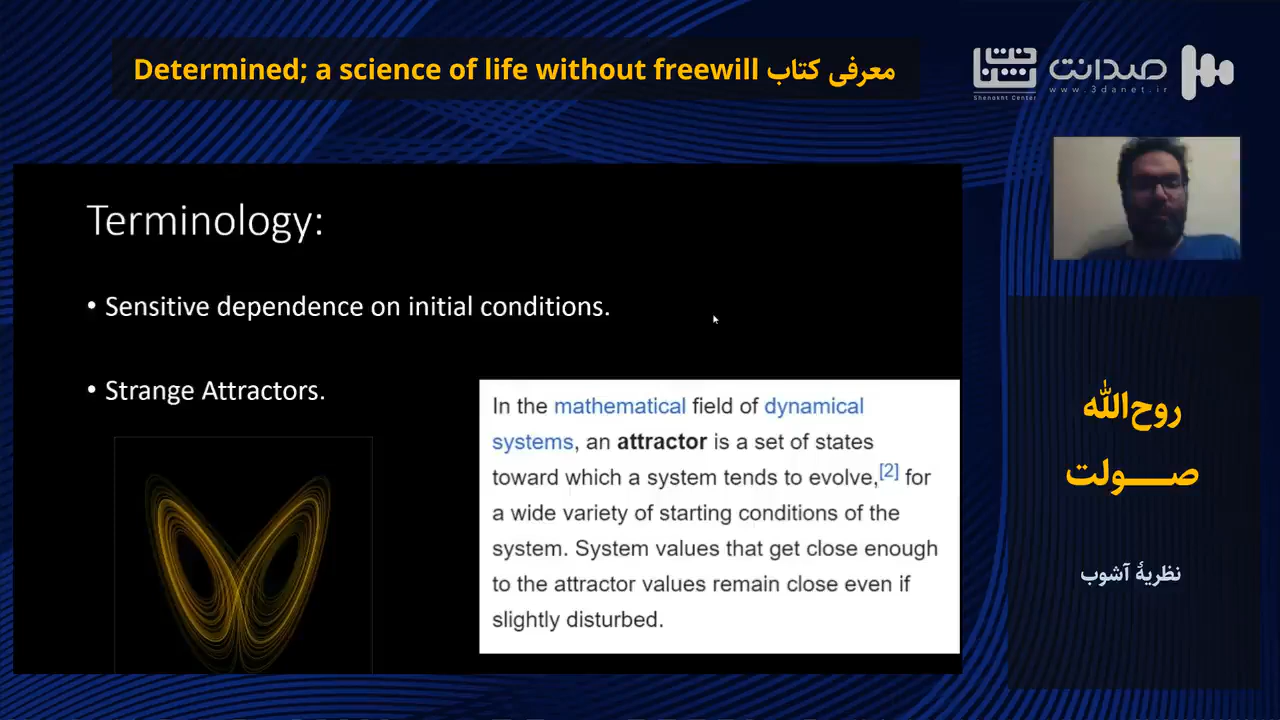 معرفی کتاب Determined; a science of life without freewill
شناخت
Shenakht Center
صدانت
www.3danet.ir
Terminology:
• Sensitive dependence on initial conditions.
• Strange Attractors.
In the mathematical field of dynamical
systems, an attractor is a set of states
toward which a system tends to evolve,[2] for
a wide variety of starting conditions of the
system. System values that get close enough
to the attractor values remain close even if
slightly disturbed.
روح‌الله
صـــولت
نظریهٔ آشوب